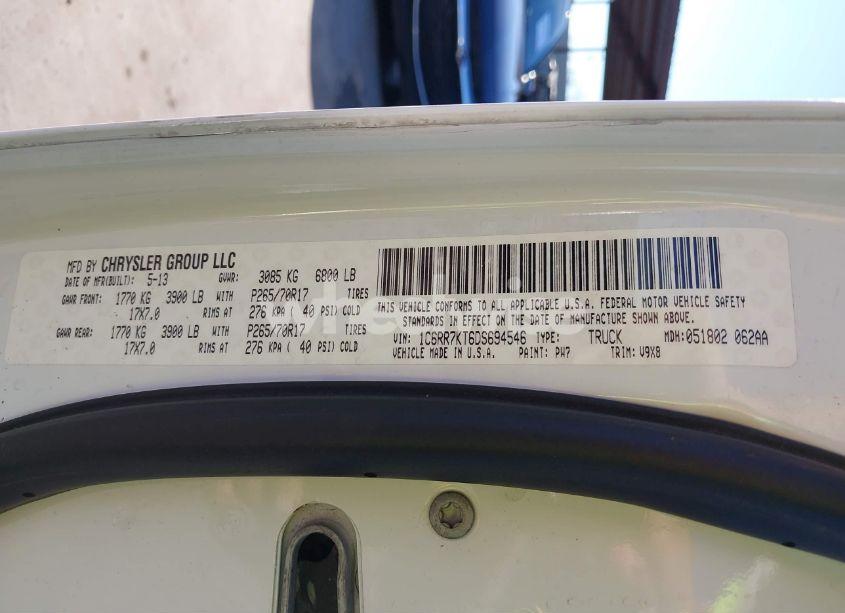 MFD BY CHRYSLER GROUP LLC
DATE OF MFR(BUILT): 5-13 GVWR: 3085 KG 6800 LB
GAWR FRONT: 1770 KG 3900 LB WITH P265/70R17 TIRES
17X7.0 RIMS AT 276 KPA ( 40 PSI) COLD
GAWR REAR: 1770 KG 3900 LB WITH P265/70R17 TIRES
17X7.0 RIMS AT 276 KPA ( 40 PSI) COLD
THIS VEHICLE CONFORMS TO ALL APPLICABLE U.S.A. FEDERAL MOTOR VEHICLE SAFETY
STANDARDS IN EFFECT ON THE DATE OF MANUFACTURE SHOWN ABOVE.
VIN: 1C6RR7KT6DS694546 TYPE: TRUCK MDH:051802 062AA
VEHICLE MADE IN U.S.A. PAINT: PW7 TRIM: V9X8